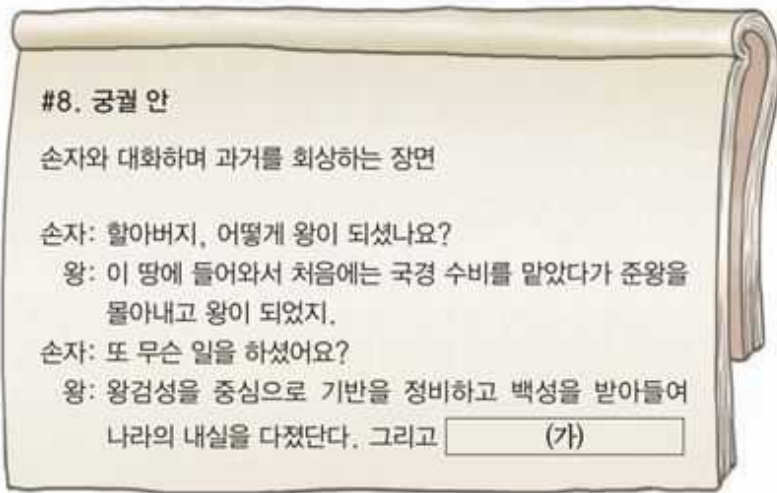 #8. 궁궐 안
손자와 대화하며 과거를 회상하는 장면
손자: 할아버지, 어떻게 왕이 되셨나요?
왕: 이 땅에 들어와서 처음에는 국경 수비를 맡았다가 준왕을
몰아내고 왕이 되었지.
손자: 또 무슨 일을 하셨어요?
왕: 왕검성을 중심으로 기반을 정비하고 백성을 받아들여
나라의 내실을 다졌단다. 그리고 (가)